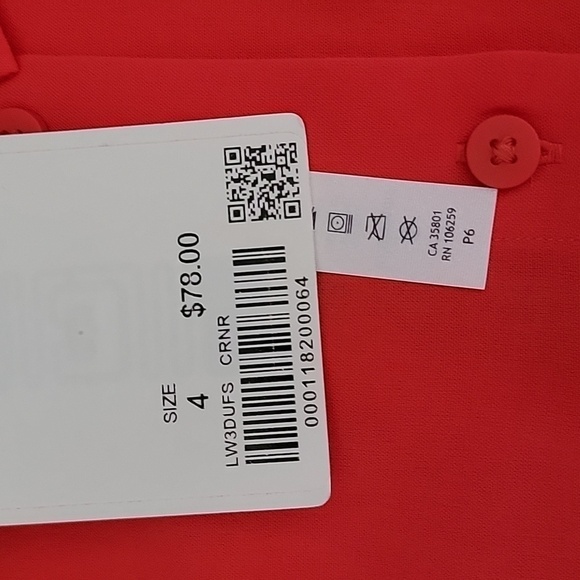 SIZE
4
$78.00
LW3DUFS CRNR
000118200064
CA 35801
RN 106259
P6